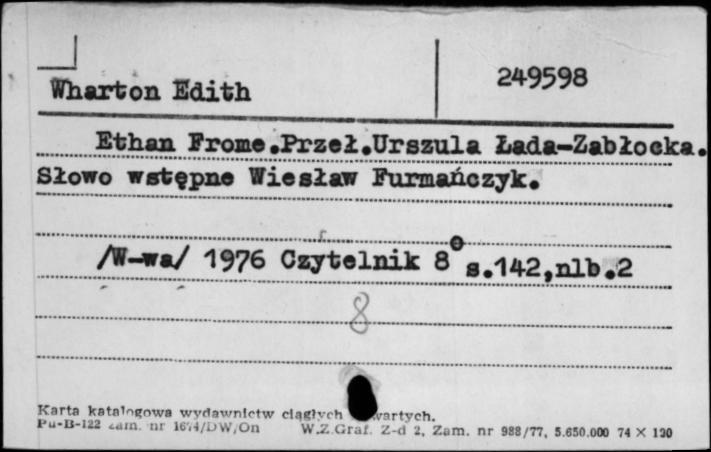 249598
Wharton Edith
Ethan Frome.Przeł.Urszula Łada-Zabłocka.
Słowo wstępne Wiesław Furmańczyk.
/W-wa/ 1976 Czytelnik 8° s.142,nlb.2
8
Karta katalogowa wydawnictw ciągłych wartych.
Pu-B-122 zam. nr 1674/DW/On W.Z.Graf. Z-d 2, Zam. nr 988/77, 5.650.000 74 × 120